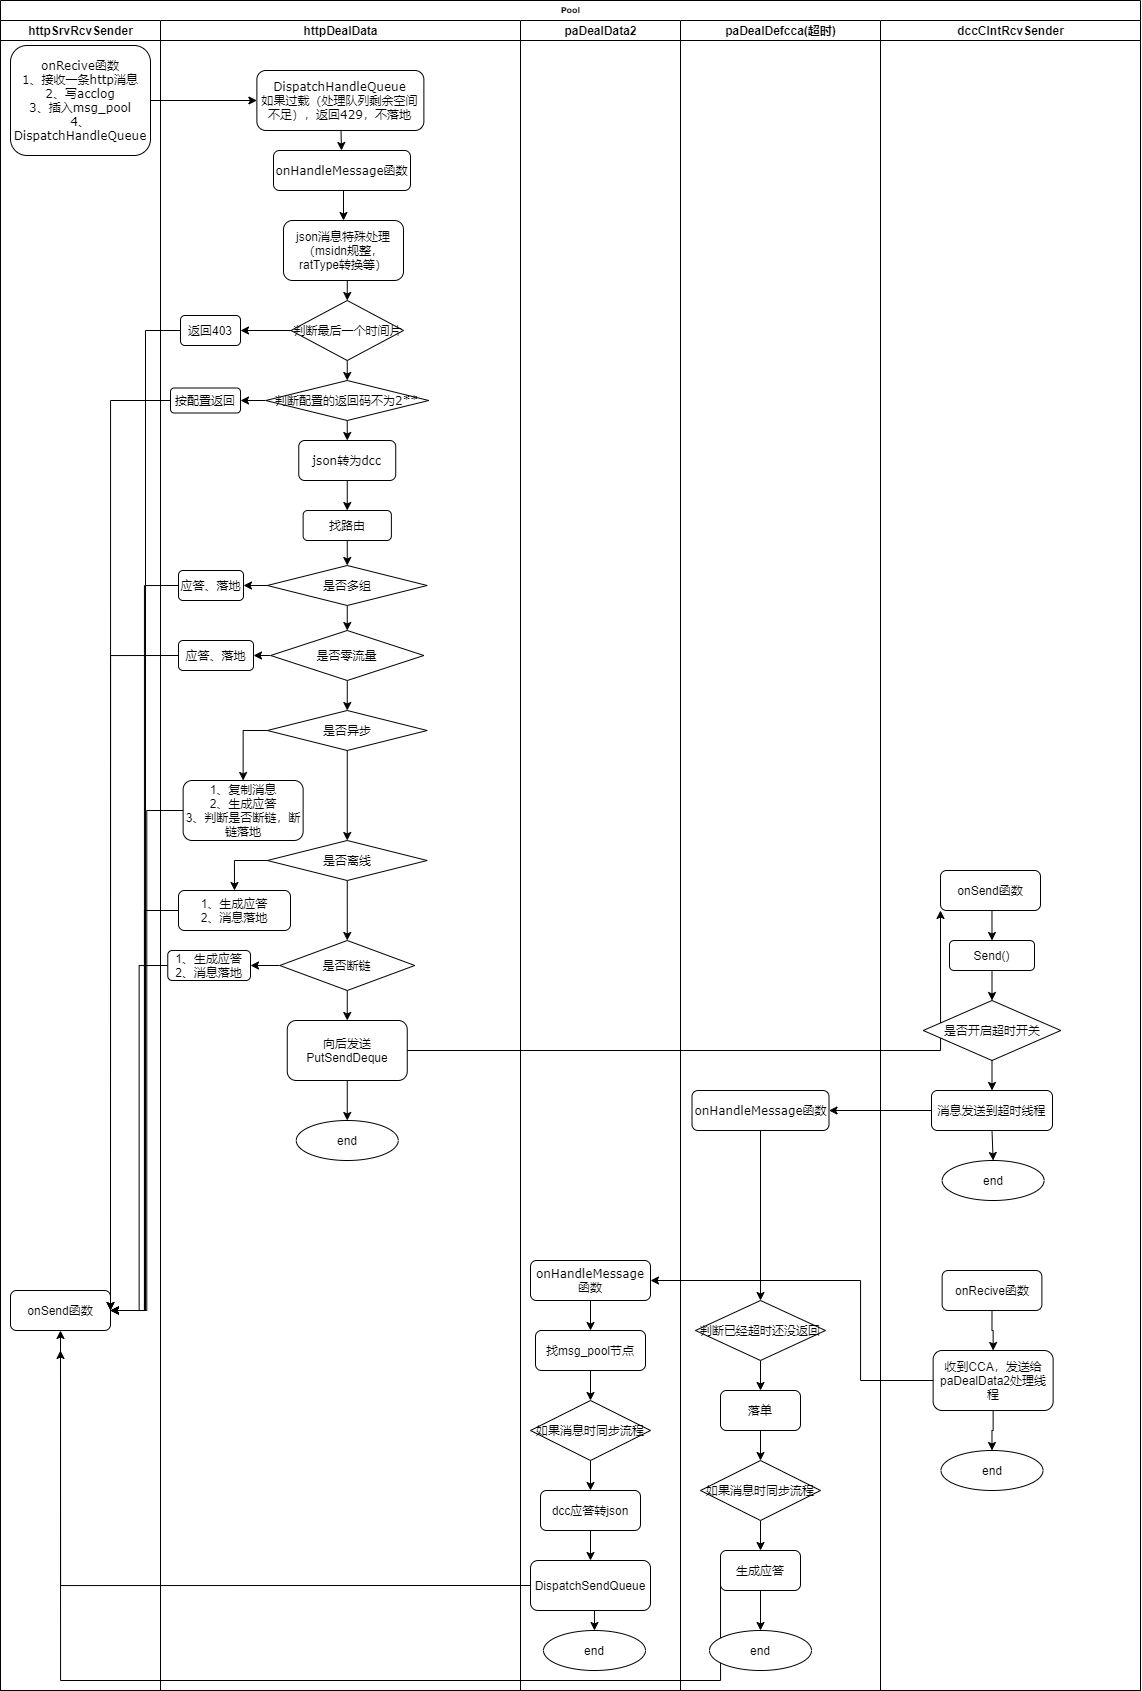 Pool
httpSrvRcvSender
httpDealData
paDealData2
paDealDefcca(超时)
dccClntRcvSender
onRecive函数
1、接收一条http消息
2、写acclog
3、插入msg_pool
4、
DispatchHandleQueue
DispatchHandleQueue
如果过载（处理队列剩余空间
不足），返回429，不落地
onHandleMessage函数
json消息特殊处理
（msidn规整，
ratType转换等）
返回403
判断最后一个时间片
按配置返回
判断配置的返回码不为2**
json转为dcc
找路由
应答、落地
是否多组
应答、落地
是否零流量
是否异步
1、复制消息
2、生成应答
3、判断是否断链，断
链落地
是否离线
1、生成应答
2、消息落地
1、生成应答
2、消息落地
是否断链
向后发送
PutSendDeque
end
onSend函数
Send()
是否开启超时开关
消息发送到超时线程
end
onHandleMessage函数
onSend函数
onHandleMessage
函数
找msg_pool节点
如果消息时同步流程
dcc应答转json
DispatchSendQueue
end
判断已经超时还没返回
落单
如果消息时同步流程
生成应答
end
onRecive函数
收到CCA，发送给
paDealData2处理线
程
end